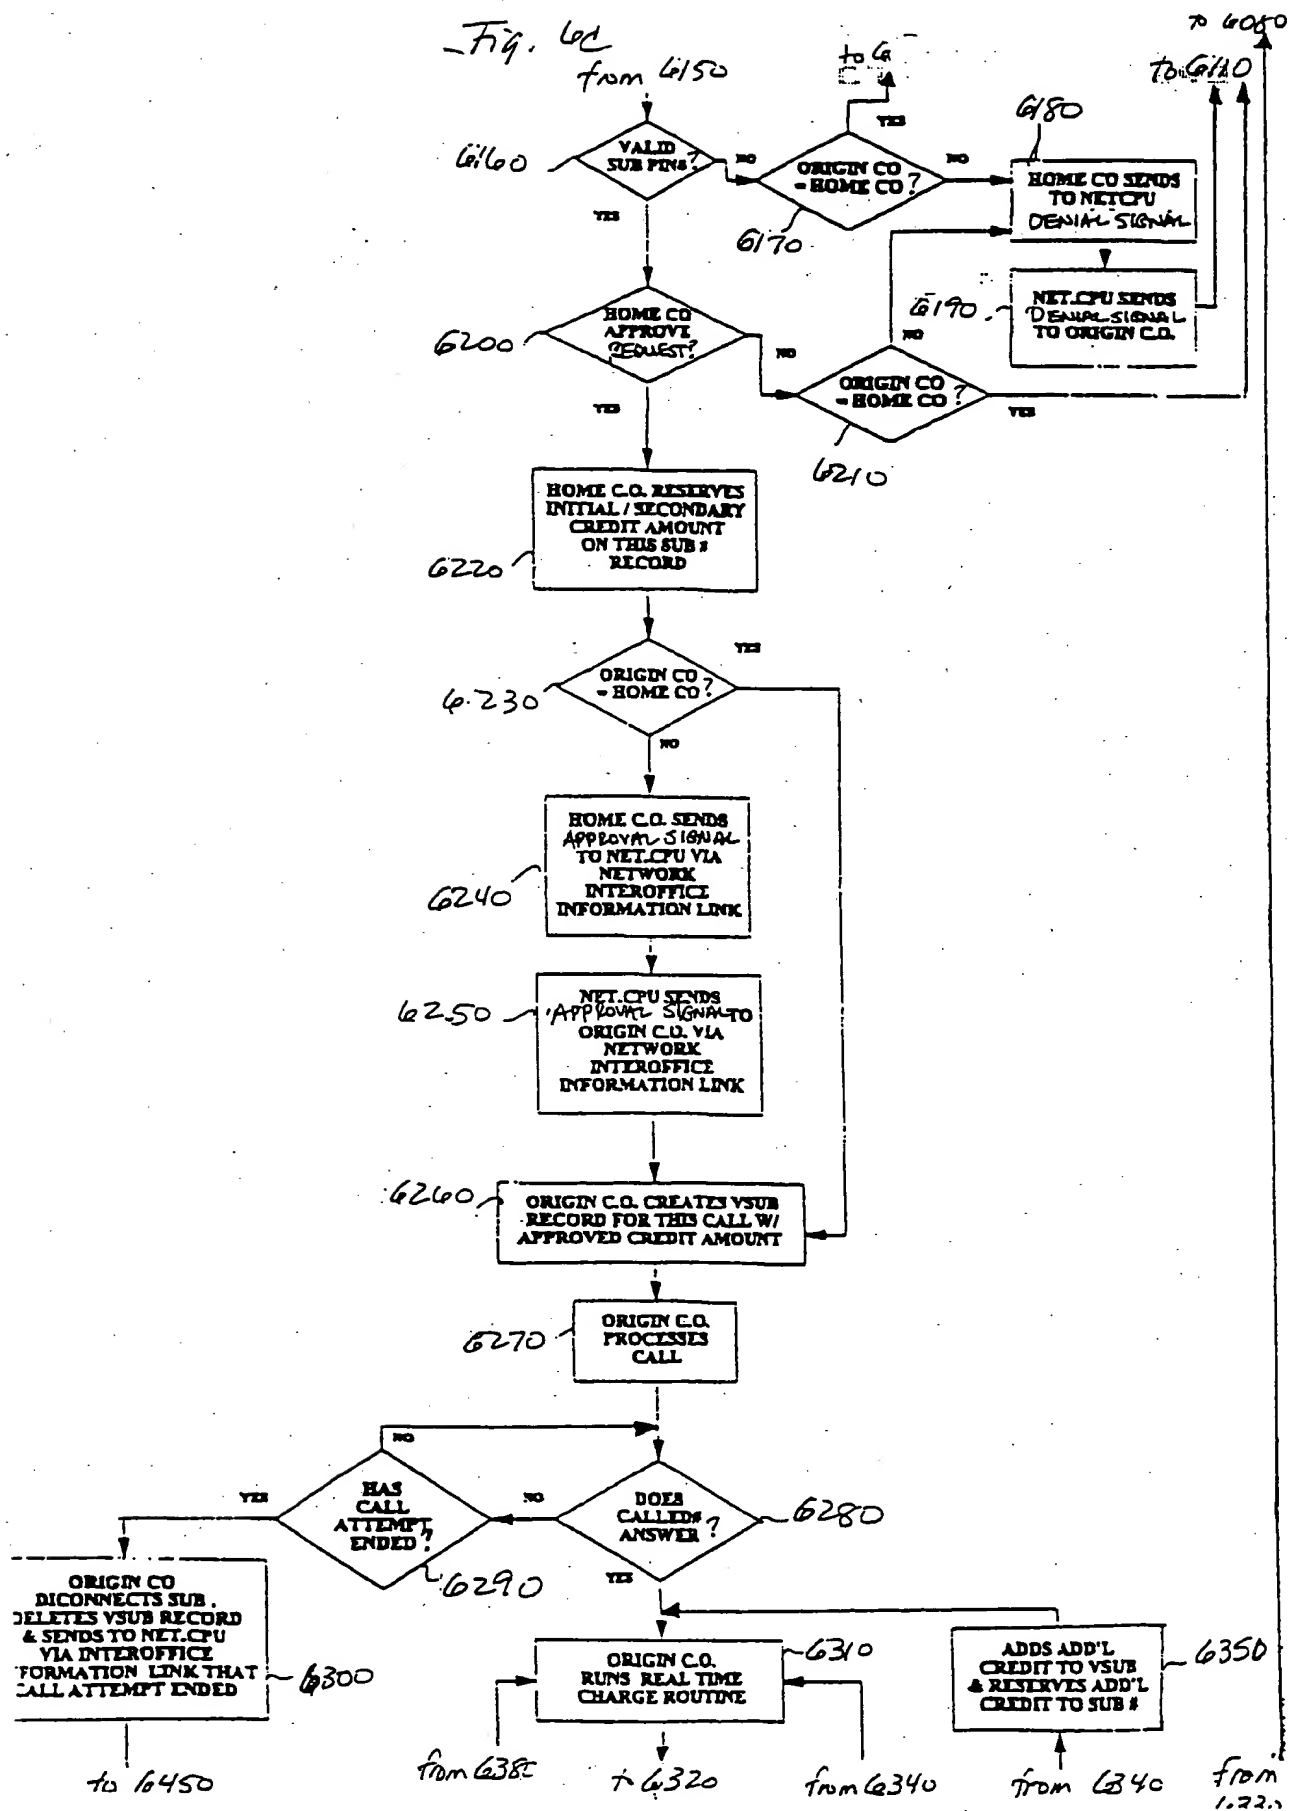 Fig. 6c
to 6080
from 6150
to 6
to 6110
6180
6160
VALID
SUB PIN#?
YES
NO
ORIGIN CO
= HOME CO ?
YES
NO
6170
HOME CO SENDS
TO NETCPU
DENIAL SIGNAL
6190
NET.CPU SENDS
DENIAL SIGNAL
TO ORIGIN C.O.
6200
HOME CO
APPROVE
REQUEST?
YES
NO
ORIGIN CO
= HOME CO ?
NO
YES
6210
HOME C.O. RESERVES
INITIAL / SECONDARY
CREDIT AMOUNT
ON THIS SUB #
RECORD
6220
ORIGIN CO
= HOME CO ?
YES
NO
6230
HOME C.O. SENDS
APPROVAL SIGNAL
TO NET.CPU VIA
NETWORK
INTEROFFICE
INFORMATION LINK
6240
NET.CPU SENDS
APPROVAL SIGNAL TO
ORIGIN C.O. VIA
NETWORK
INTEROFFICE
INFORMATION LINK
6250
6260
ORIGIN C.O. CREATES VSUB
RECORD FOR THIS CALL W/
APPROVED CREDIT AMOUNT
ORIGIN C.O.
PROCESSES
CALL
6270
NO
YES
HAS
CALL
ATTEMPT
ENDED ?
NO
DOES
CALLED#
ANSWER ?
6280
6290
YES
ORIGIN CO
DICONNECTS SUB .
DELETES VSUB RECORD
& SENDS TO NET.CPU
VIA INTEROFFICE
FORMATION LINK THAT
CALL ATTEMPT ENDED
6300
ORIGIN C.O.
RUNS REAL TIME
CHARGE ROUTINE
6310
ADDS ADD'L
CREDIT TO VSUB
& RESERVES ADD'L
CREDIT TO SUB #
6350
to 6450
from
to 6320
from 6340
from 6340
from